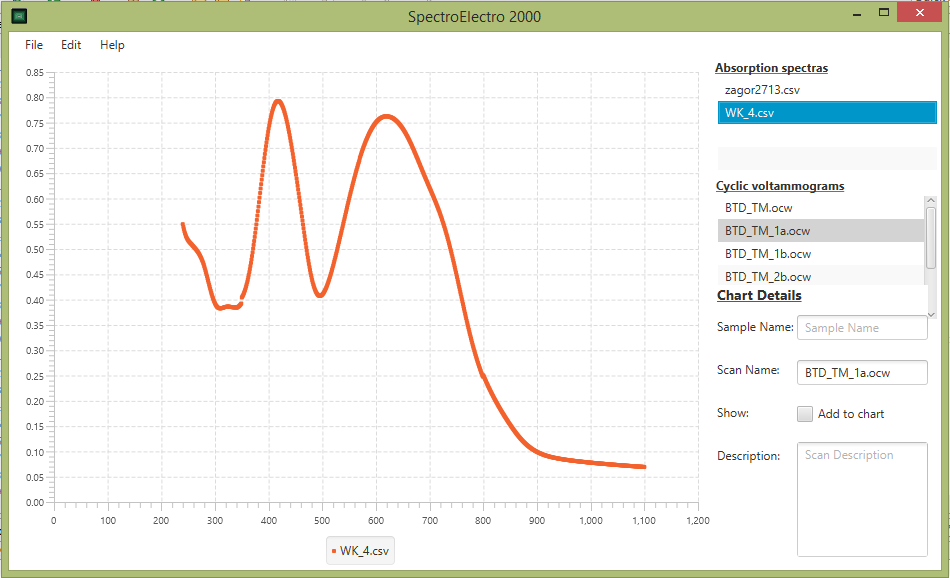 SpectroElectro 2000
File Edit Help
0.85
0.80
0.75
0.70
0.65
0.60
0.55
0.50
0.45
0.40
0.35
0.30
0.25
0.20
0.15
0.10
0.05
0.00
0 100 200 300 400 500 600 700 800 900 1,000 1,100 1,200
WK_4.csv
Absorption spectras
zagor2713.csv
WK_4.csv
Cyclic voltammograms
BTD_TM.ocw
BTD_TM_1a.ocw
BTD_TM_1b.ocw
BTD_TM_2b.ocw
Chart Details
Sample Name: Sample Name
Scan Name: BTD_TM_1a.ocw
Show: Add to chart
Description: Scan Description